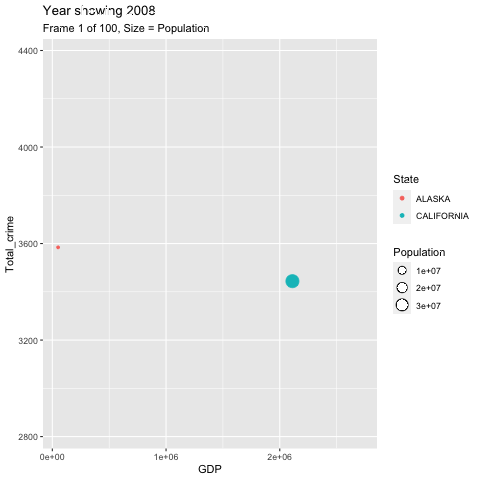 Year showing 2008
Frame 1 of 100, Size = Population
4400
4000
3600
3200
2800
Total_crime
0e+00
1e+06
2e+06
GDP
State
ALASKA
CALIFORNIA
Population
1e+07
2e+07
3e+07